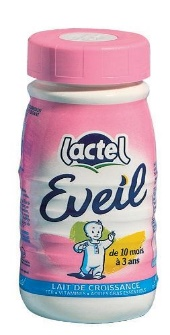 lactel
Eveil
de 10 mois
à 3 ans
LAIT DE CROISSANCE